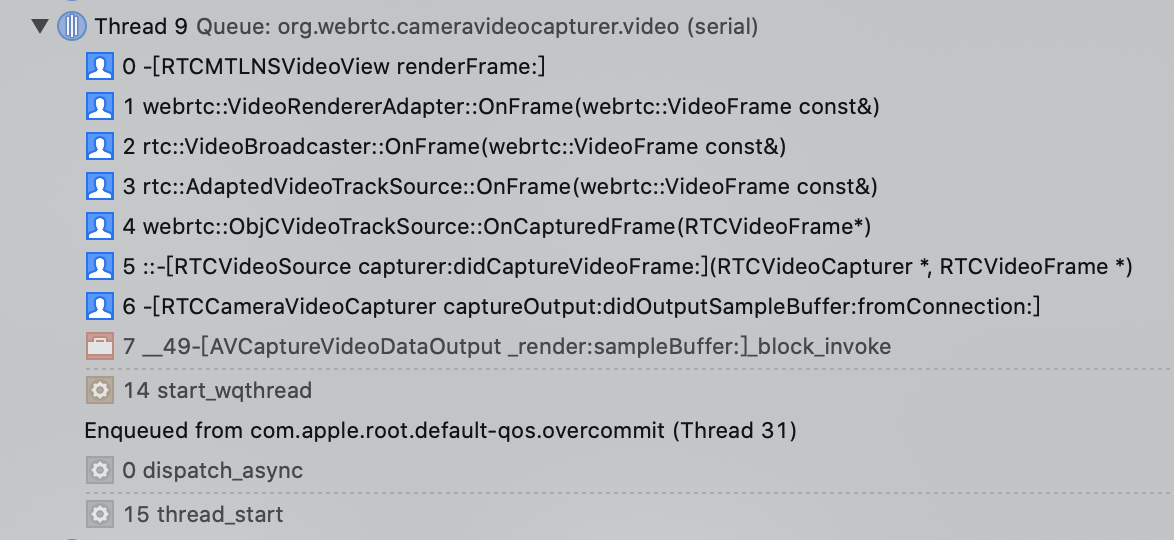 Thread 9 Queue: org.webrtc.cameravideocapturer.video (serial)
0 -[RTCMTLNSVideoView renderFrame:]
1 webrtc::VideoRendererAdapter::OnFrame(webrtc::VideoFrame const&)
2 rtc::VideoBroadcaster::OnFrame(webrtc::VideoFrame const&)
3 rtc::AdaptedVideoTrackSource::OnFrame(webrtc::VideoFrame const&)
4 webrtc::ObjCVideoTrackSource::OnCapturedFrame(RTCVideoFrame*)
5 ::-[RTCVideoSource capturer:didCaptureVideoFrame:](RTCVideoCapturer *, RTCVideoFrame *)
6 -[RTCCameraVideoCapturer captureOutput:didOutputSampleBuffer:fromConnection:]
7 __49-[AVCaptureVideoDataOutput _render:sampleBuffer:]_block_invoke
14 start_wqthread
Enqueued from com.apple.root.default-qos.overcommit (Thread 31)
0 dispatch_async
15 thread_start